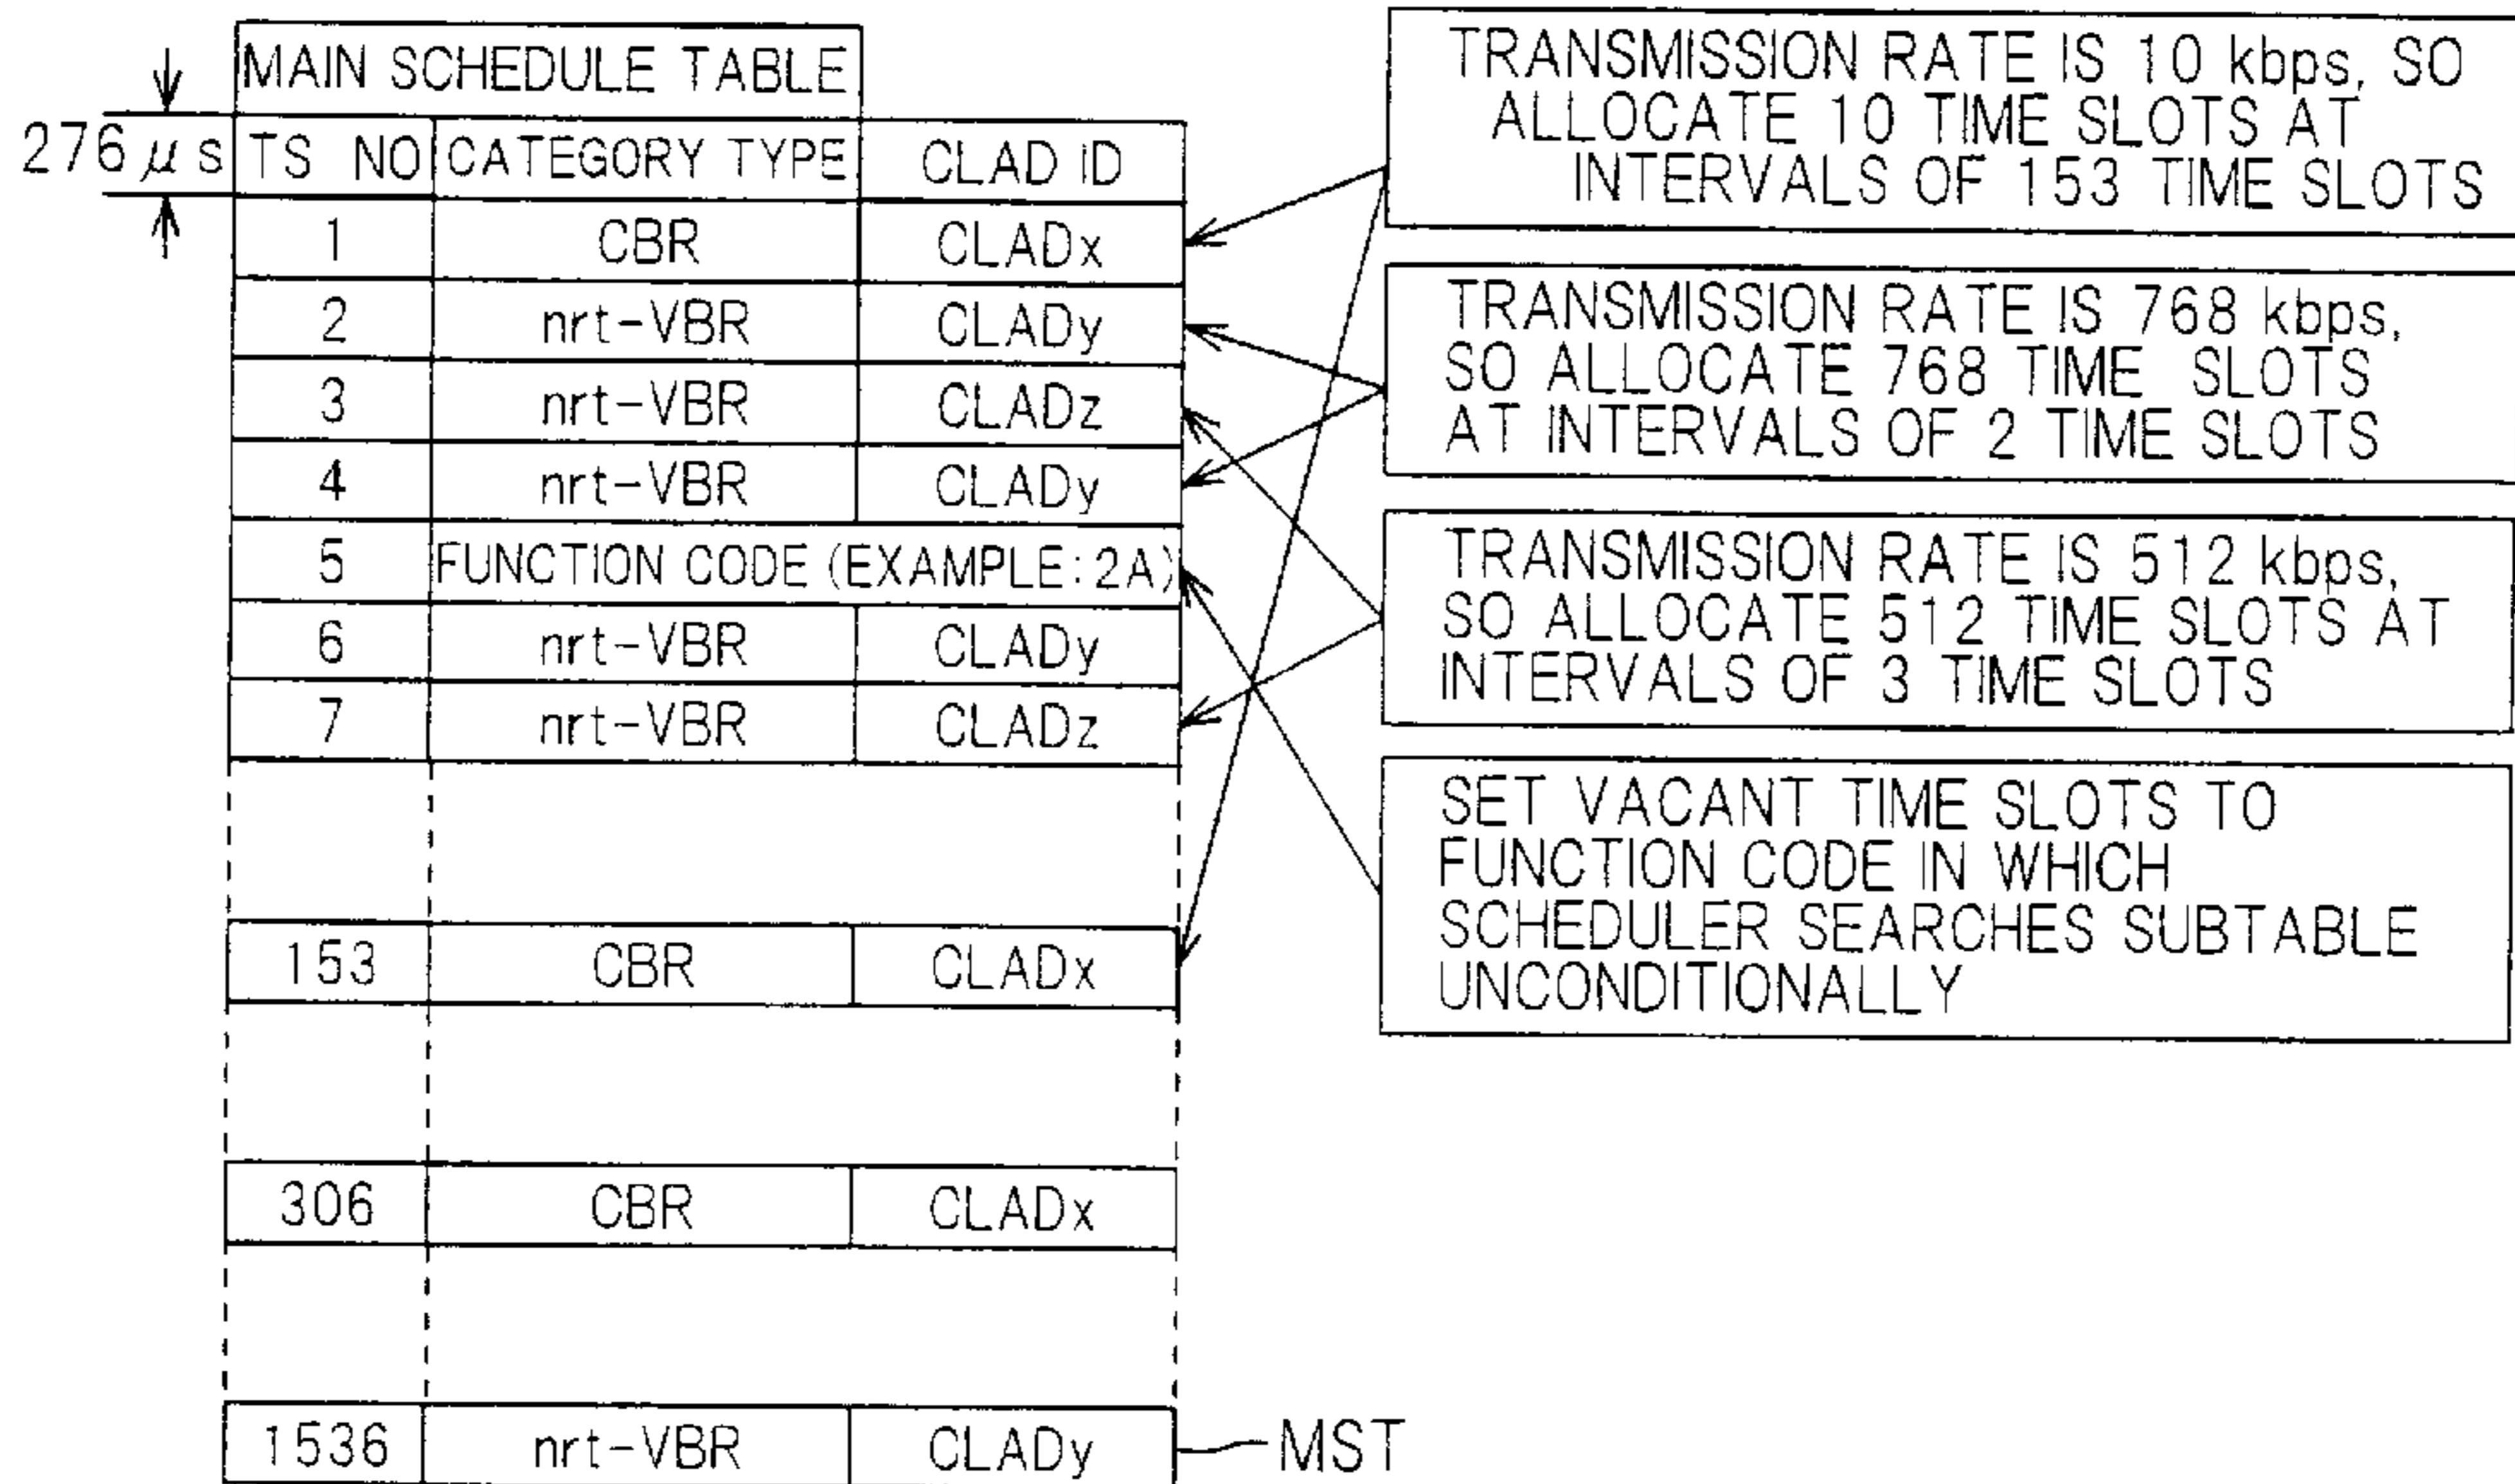 MAIN SCHEDULE TABLE
276 μs
TS NO CATEGORY TYPE CLAD ID
1 CBR CLADx
2 nrt-VBR CLADy
3 nrt-VBR CLADz
4 nrt-VBR CLADy
5 FUNCTION CODE (EXAMPLE:2A)
6 nrt-VBR CLADy
7 nrt-VBR CLADz
153 CBR CLADx
306 CBR CLADx
1536 nrt-VBR CLADy
MST
TRANSMISSION RATE IS 10 kbps, SO
ALLOCATE 10 TIME SLOTS AT
INTERVALS OF 153 TIME SLOTS
TRANSMISSION RATE IS 768 kbps,
SO ALLOCATE 768 TIME SLOTS
AT INTERVALS OF 2 TIME SLOTS
TRANSMISSION RATE IS 512 kbps,
SO ALLOCATE 512 TIME SLOTS AT
INTERVALS OF 3 TIME SLOTS
SET VACANT TIME SLOTS TO
FUNCTION CODE IN WHICH
SCHEDULER SEARCHES SUBTABLE
UNCONDITIONALLY